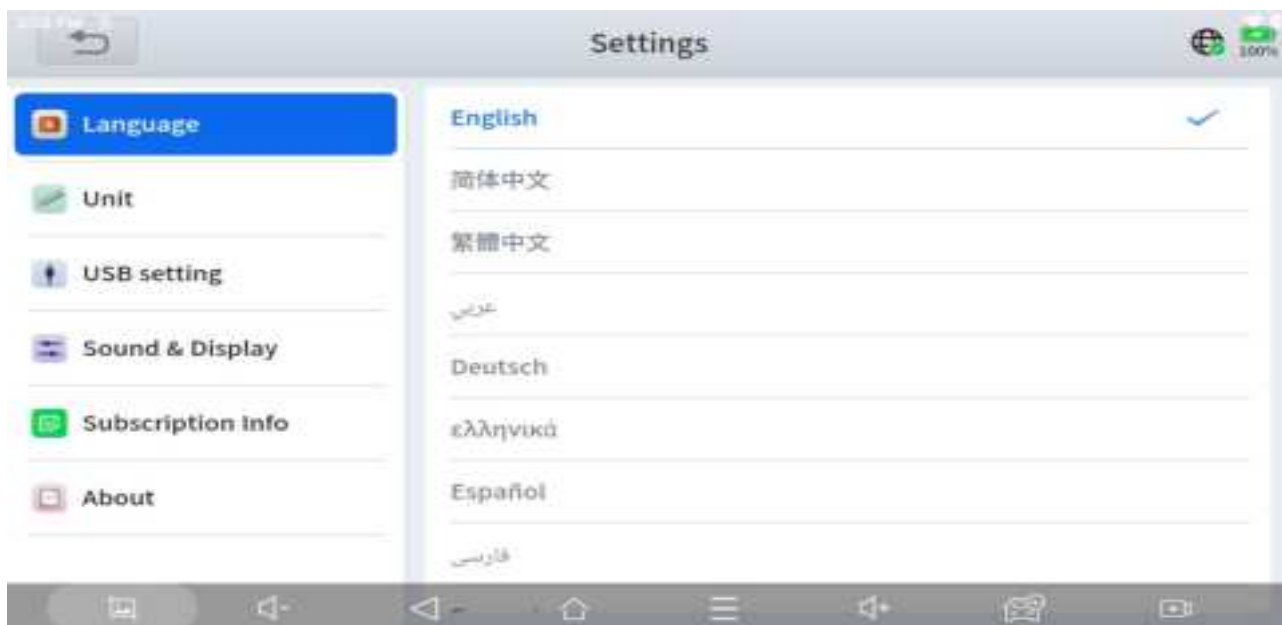 Settings
100%
Language
Unit
USB setting
Sound & Display
Subscription Info
About
English
简体中文
繁體中文
عربي
Deutsch
ελληνικά
Español
فارسی